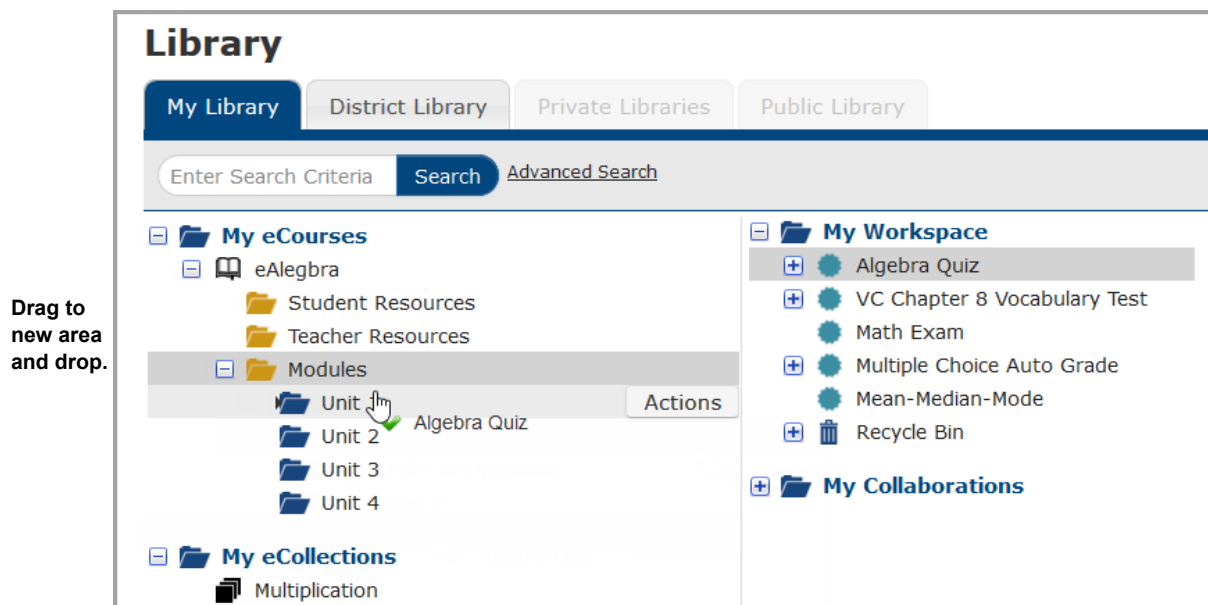 Library
My Library District Library Private Libraries Public Library
Enter Search Criteria Search Advanced Search
Drag to
new area
and drop.
My eCourses
eAlegbra
Student Resources
Teacher Resources
Modules
Unit
Actions
Algebra Quiz
Unit 2
Unit 3
Unit 4
My eCollections
Multiplication
My Workspace
Algebra Quiz
VC Chapter 8 Vocabulary Test
Math Exam
Multiple Choice Auto Grade
Mean-Median-Mode
Recycle Bin
My Collaborations